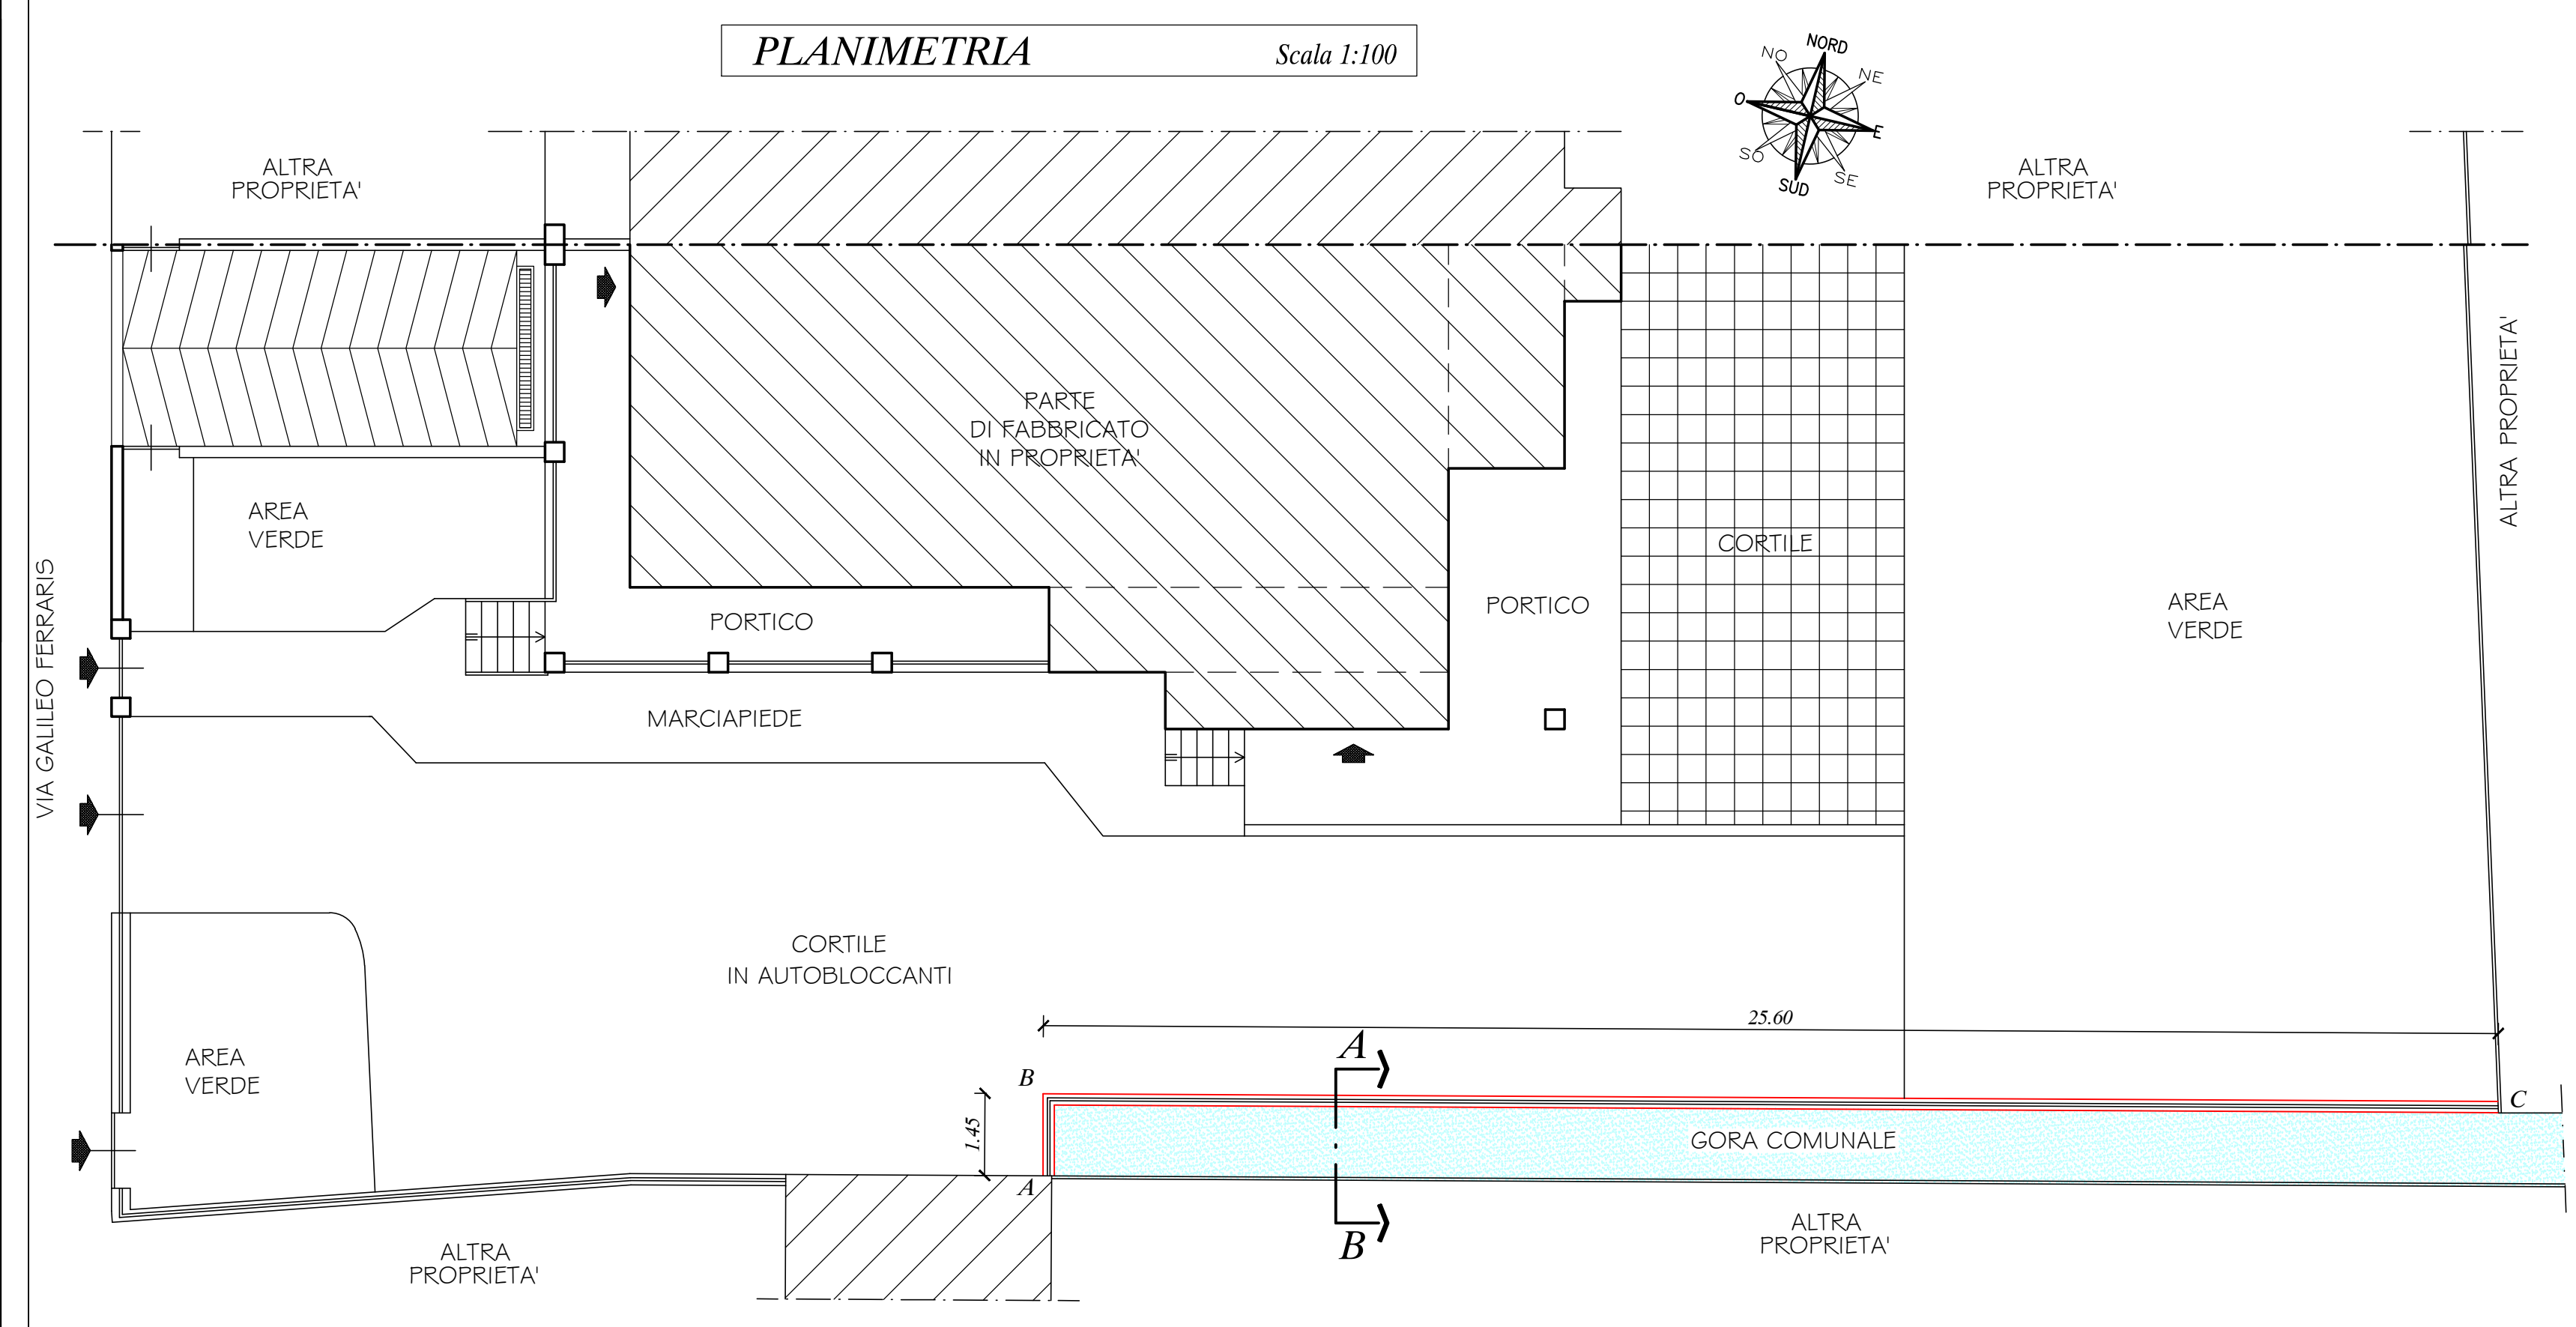 PLANIMETRIA
Scala 1:100
NORD
NO
NE
O
E
SO
SE
SUD
ALTRA
PROPRIETA'
ALTRA
PROPRIETA'
ALTRA PROPRIETA'
PARTE
DI FABBRICATO
IN PROPRIETA'
AREA
VERDE
CORTILE
PORTICO
AREA
VERDE
PORTICO
VIA GALILEO FERRARIS
MARCIAPIEDE
CORTILE
IN AUTOBLOCCANTI
25.60
AREA
VERDE
A
B
C
1.45
GORA COMUNALE
A
B
ALTRA
PROPRIETA'
ALTRA
PROPRIETA'